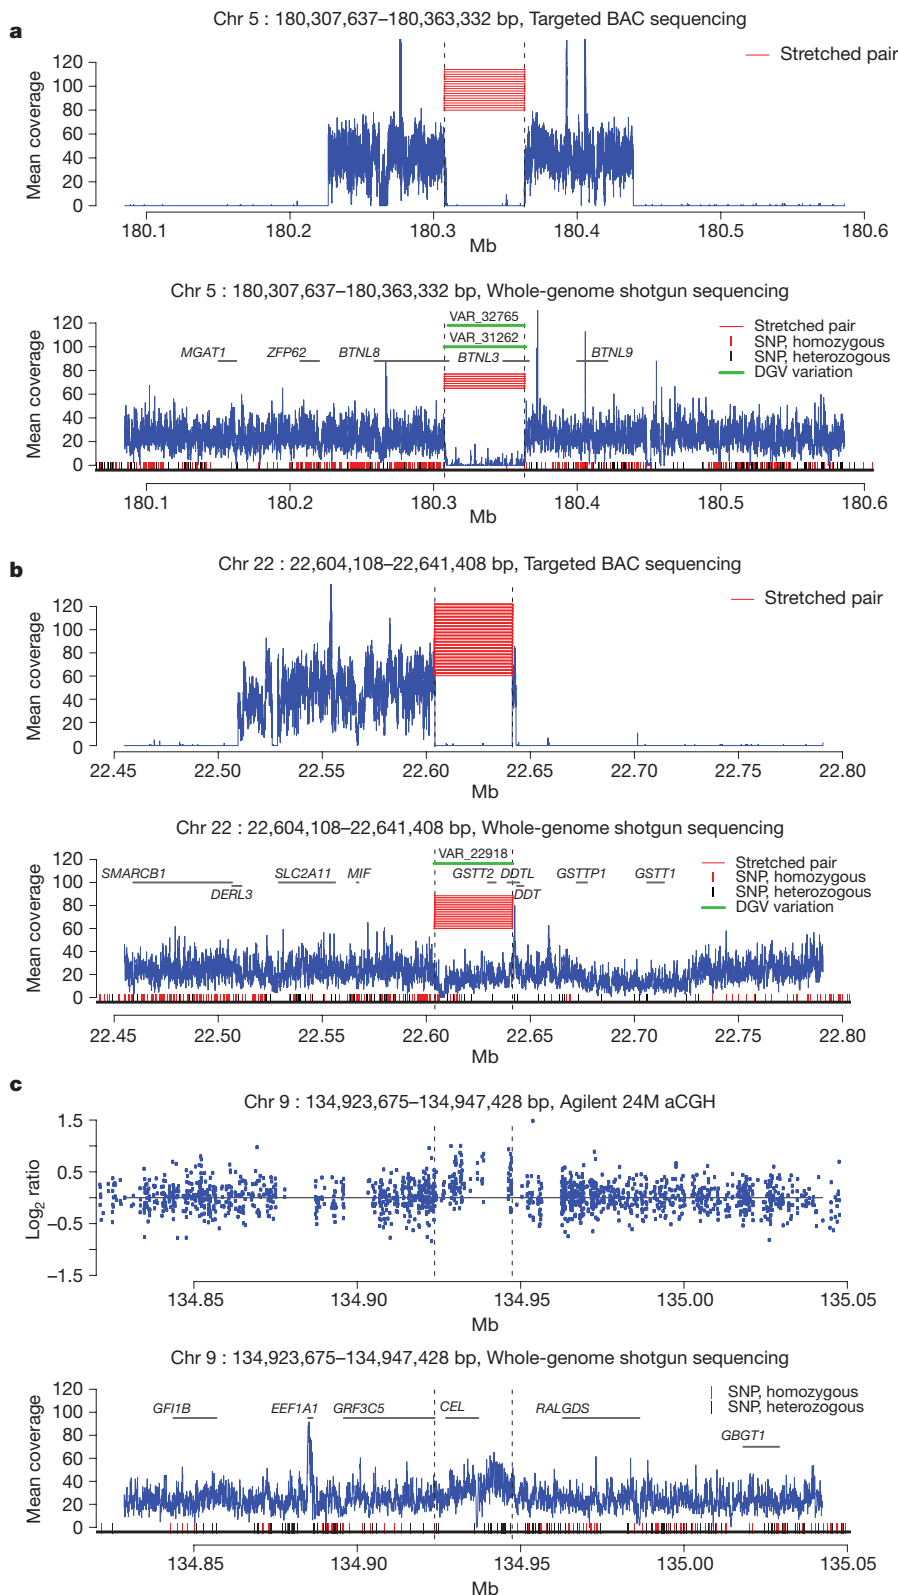 a
Chr 5 : 180,307,637–180,363,332 bp, Targeted BAC sequencing
Stretched pair
Mean coverage
120
100
80
60
40
20
0
180.1 180.2 180.3 180.4 180.5 180.6
Mb
Chr 5 : 180,307,637–180,363,332 bp, Whole-genome shotgun sequencing
VAR_32765
VAR_31262
MGAT1 ZFP62 BTNL8 BTNL3 BTNL9
Stretched pair
SNP, homozygous
SNP, heterozogous
DGV variation
Mean coverage
120
100
80
60
40
20
0
180.1 180.2 180.3 180.4 180.5 180.6
Mb
b
Chr 22 : 22,604,108–22,641,408 bp, Targeted BAC sequencing
Stretched pair
Mean coverage
120
100
80
60
40
20
0
22.45 22.50 22.55 22.60 22.65 22.70 22.75 22.80
Mb
Chr 22 : 22,604,108–22,641,408 bp, Whole-genome shotgun sequencing
VAR_22918
SMARCB1 SLC2A11 MIF GSTT2 DDTL GSTTP1 GSTT1
DERL3 DDT
Stretched pair
SNP, homozygous
SNP, heterozogous
DGV variation
Mean coverage
120
100
80
60
40
20
0
22.45 22.50 22.55 22.60 22.65 22.70 22.75 22.80
Mb
c
Chr 9 : 134,923,675–134,947,428 bp, Agilent 24M aCGH
Log2 ratio
1.5
0.5
−0.5
−1.5
134.85 134.90 134.95 135.00 135.05
Mb
Chr 9 : 134,923,675–134,947,428 bp, Whole-genome shotgun sequencing
GFI1B EEF1A1 GRF3C5 CEL RALGDS
GBGT1
SNP, homozygous
SNP, heterozogous
Mean coverage
120
100
80
60
40
20
0
134.85 134.90 134.95 135.00 135.05
Mb